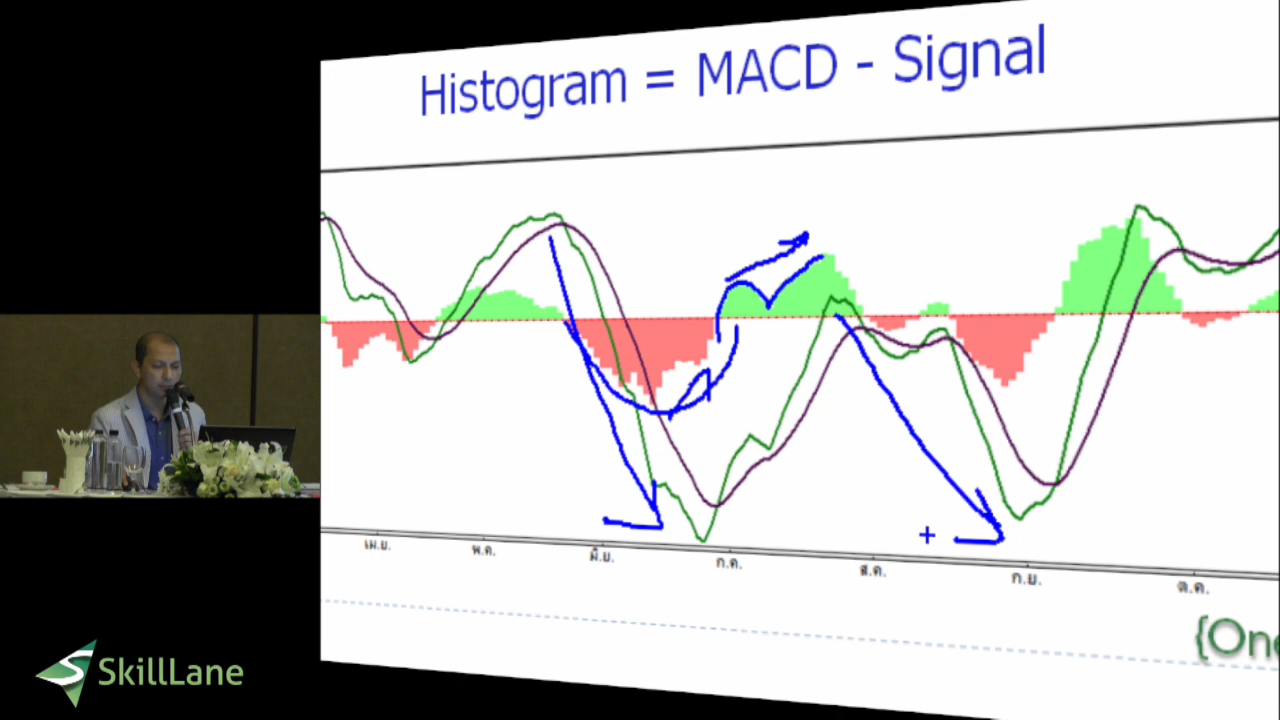 Histogram = MACD - Signal
เม.ย. พ.ค. มิ.ย. ก.ค. ส.ค. ก.ย. ต.ค.
{One
SkillLane